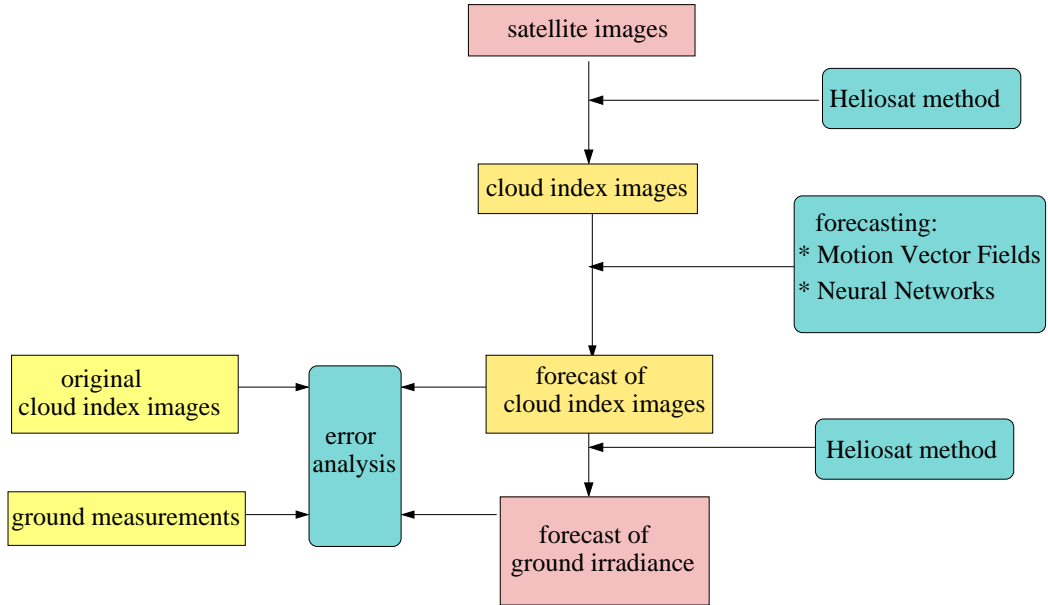 satellite images
Heliosat method
cloud index images
forecasting:
* Motion Vector Fields
* Neural Networks
original
cloud index images
error
analysis
forecast of
cloud index images
Heliosat method
ground measurements
forecast of
ground irradiance